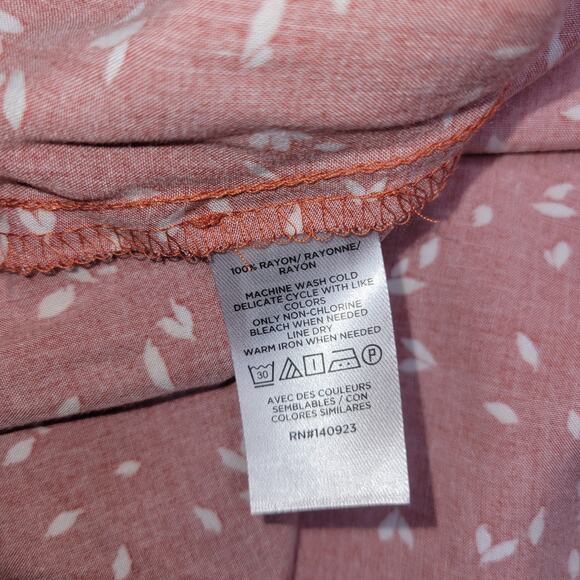 100% RAYON/ RAYONNE/
RAYON
MACHINE WASH COLD
DELICATE CYCLE WITH LIKE
COLORS
ONLY NON-CHLORINE
BLEACH WHEN NEEDED
LINE DRY
WARM IRON WHEN NEEDED
30 P
AVEC DES COULEURS
SEMBLABLES / CON
COLORES SIMILARES
RN#140923